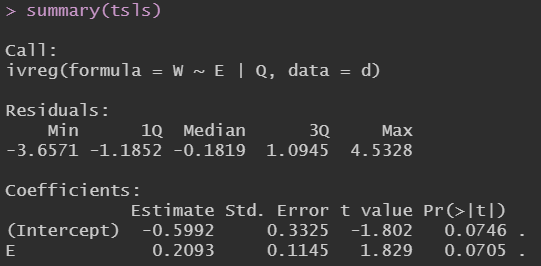 > summary(tsls)
Call:
ivreg(formula = W ~ E | Q, data = d)
Residuals:
    Min      1Q  Median      3Q     Max
-3.6571 -1.1852 -0.1819  1.0945  4.5328
Coefficients:
            Estimate Std. Error t value Pr(>|t|)
(Intercept)  -0.5992     0.3325  -1.802   0.0746 .
E             0.2093     0.1145   1.829   0.0705 .